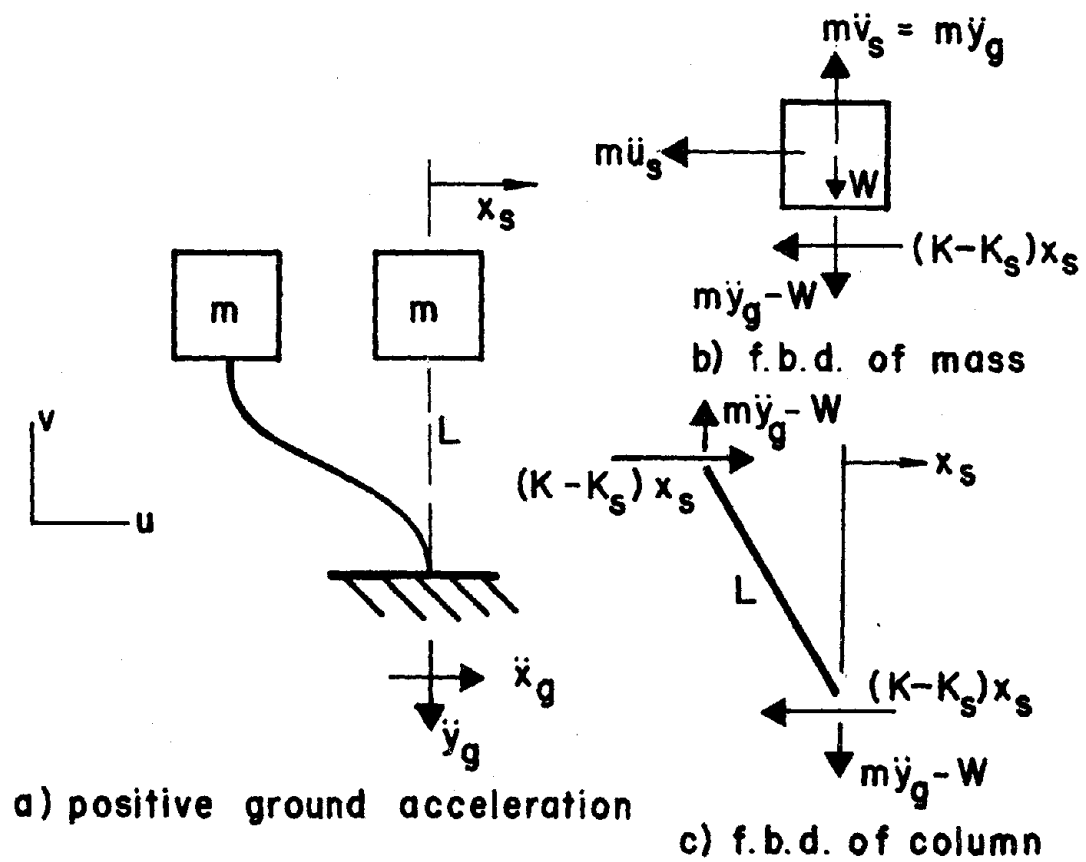 xₛ
m
m
L
v
u
ẍg
ÿg
a) positive ground acceleration
mv̈ₛ = mÿg
müₛ
W
(K-Kₛ)xₛ
mÿg-W
b) f.b.d. of mass
mÿg-W
(K-Kₛ)xₛ
xₛ
L
(K-Kₛ)xₛ
mÿg-W
c) f.b.d. of column